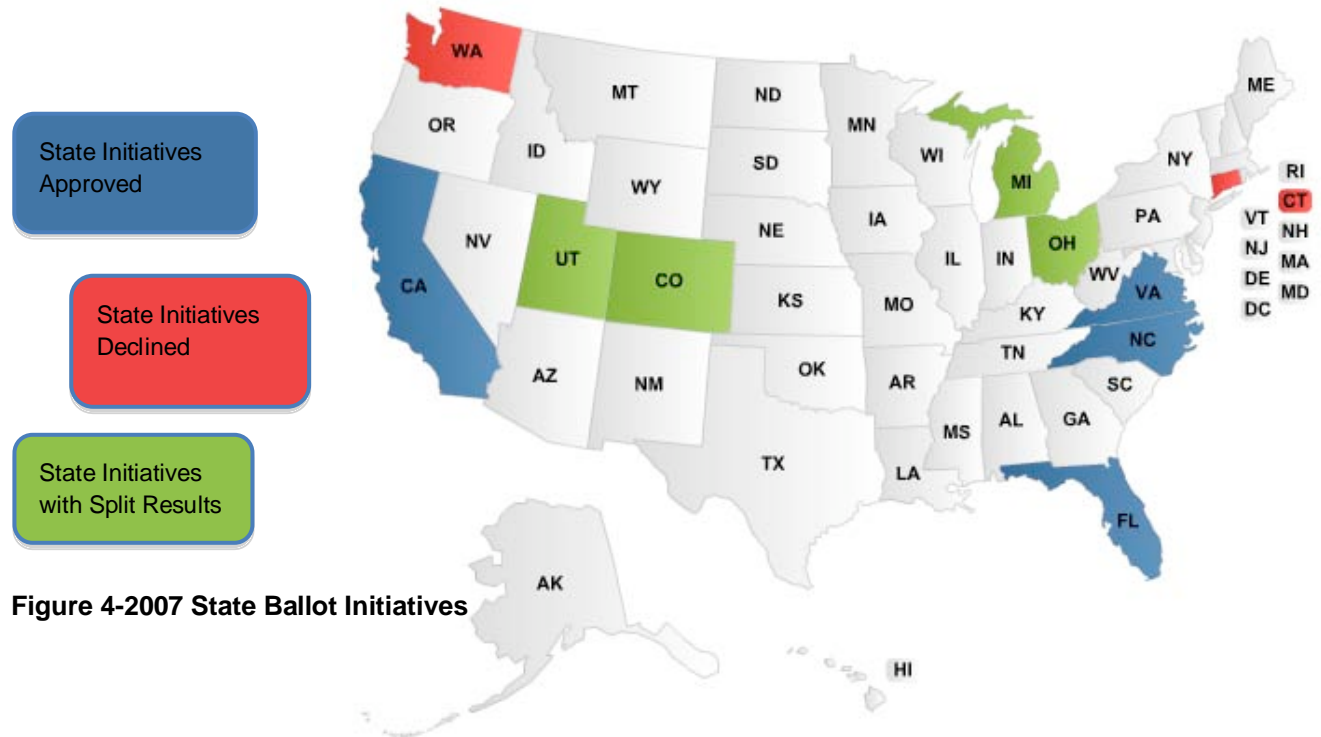 State Initiatives
Approved
State Initiatives
Declined
State Initiatives
with Split Results
Figure 4-2007 State Ballot Initiatives
WA
MT
ND
MN
ME
OR
ID
SD
WI
NY
WY
MI
RI
CT
VT
NH
NJ
MA
DE
MD
DC
NV
UT
CO
NE
IA
PA
IL
IN
OH
WV
VA
CA
KS
MO
KY
NC
AZ
NM
OK
AR
TN
SC
TX
MS
AL
GA
LA
FL
AK
HI